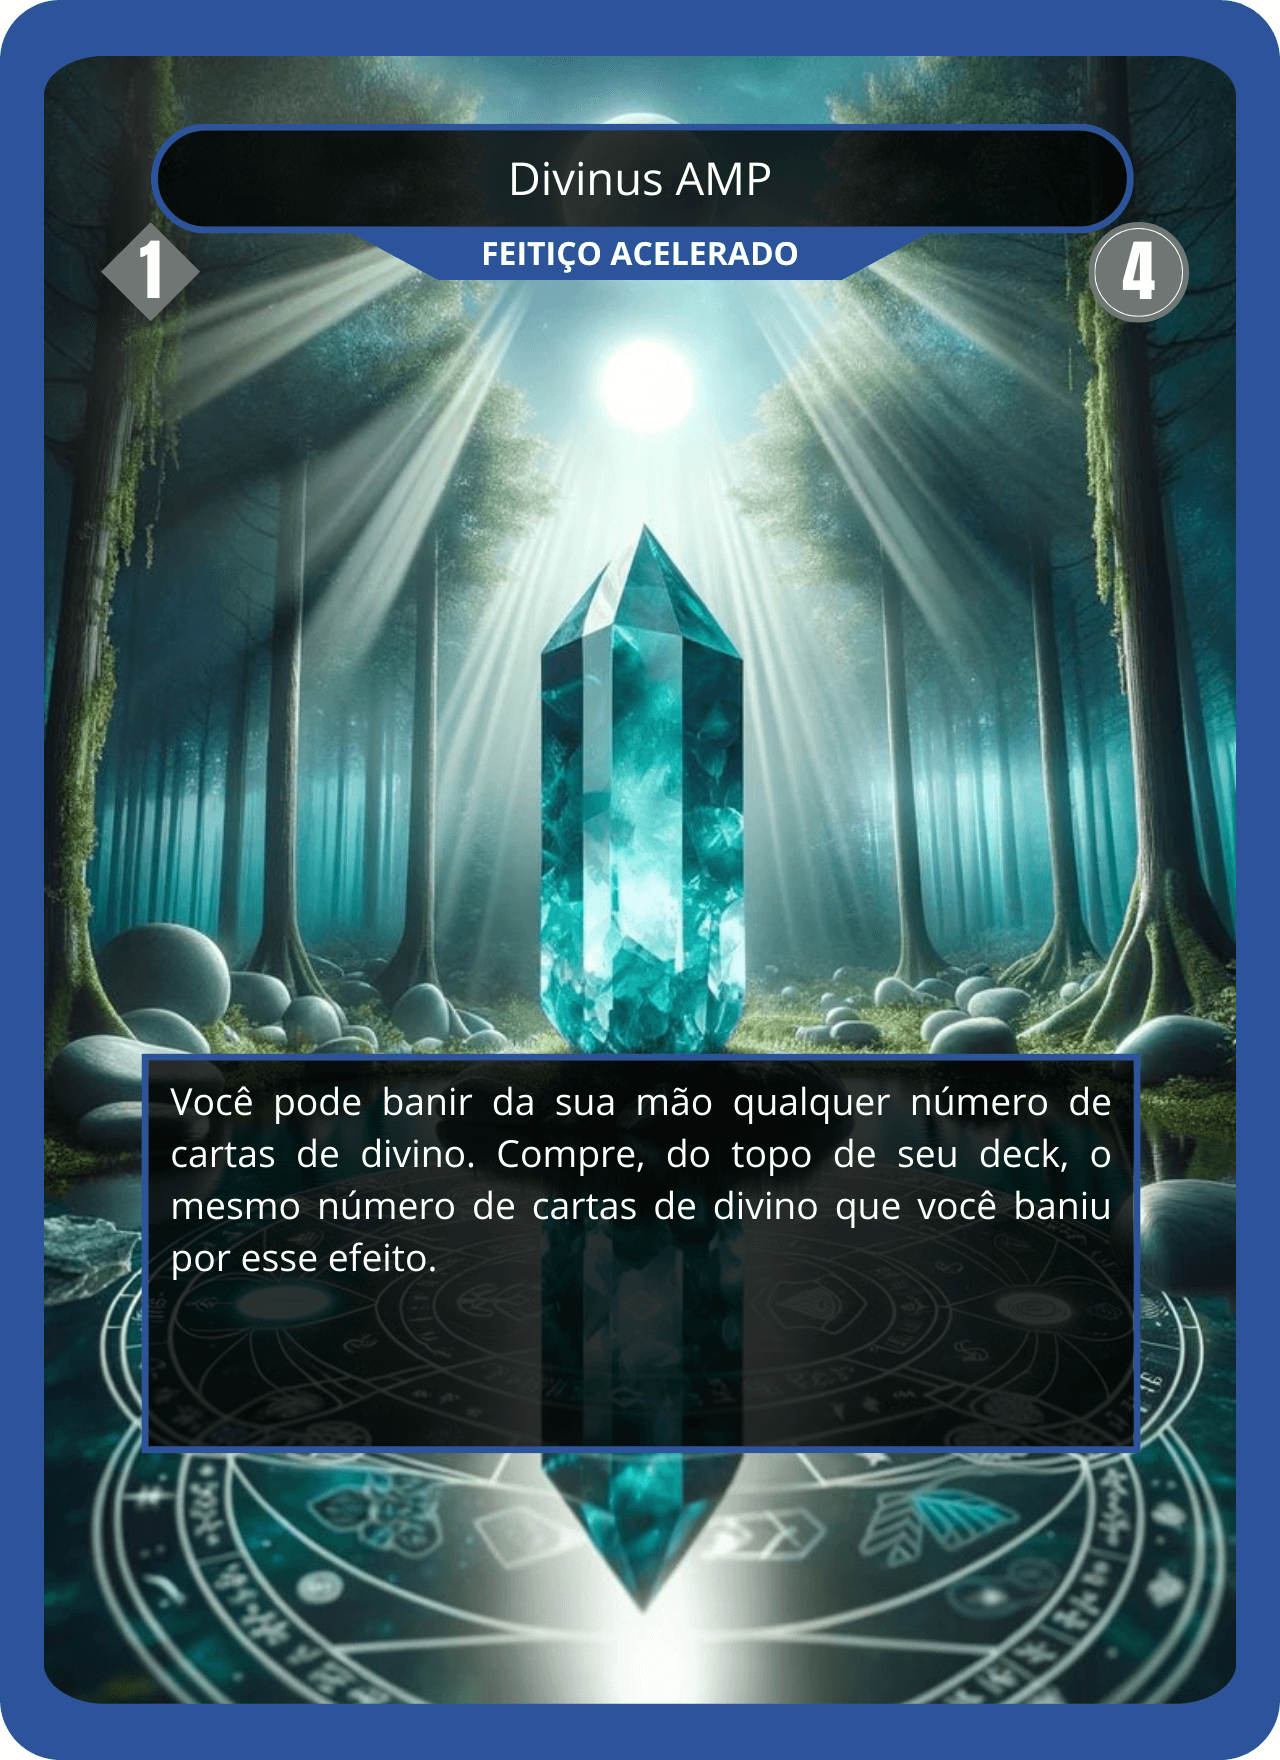 Divinus AMP
FEITIÇO ACELERADO
1
4
Você pode banir da sua mão qualquer número de
cartas de divino. Compre, do topo de seu deck, o
mesmo número de cartas de divino que você baniu
por esse efeito.